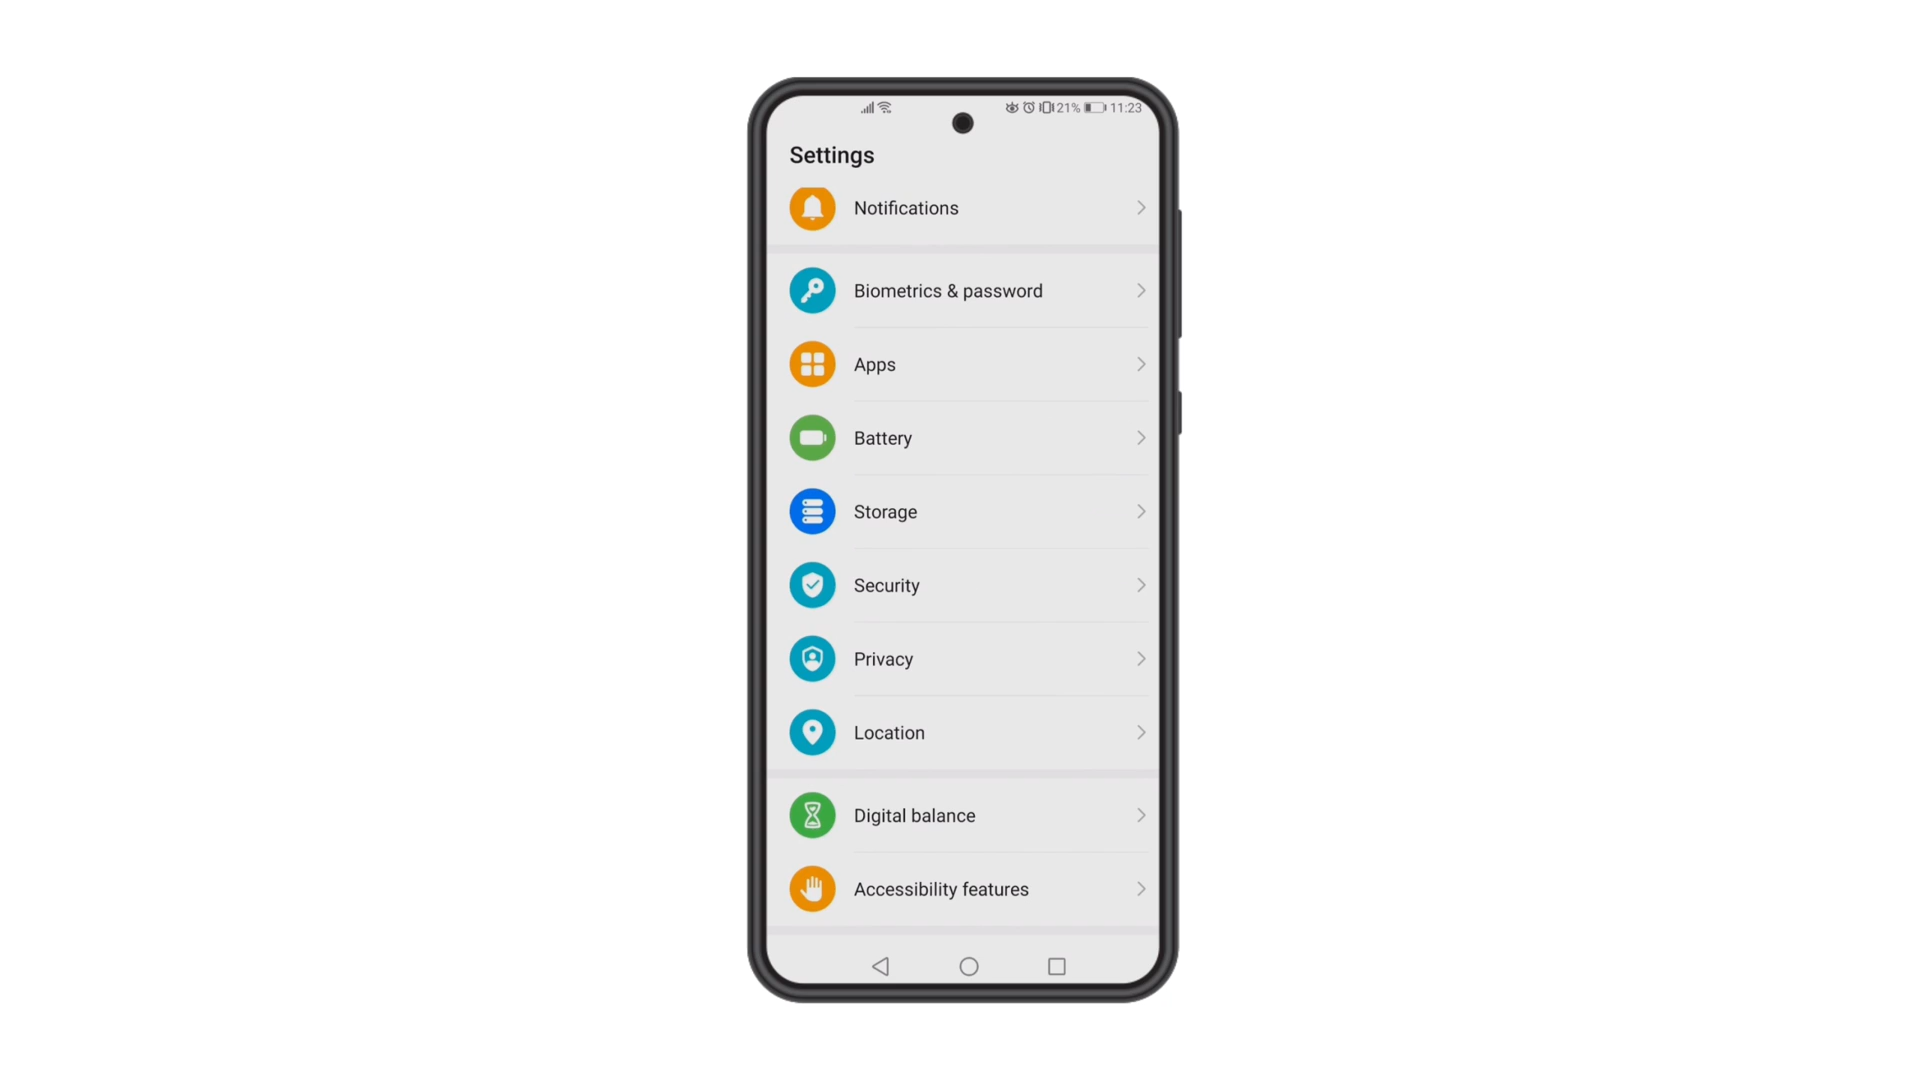 21% 11:23
Settings
Notifications
Biometrics & password
Apps
Battery
Storage
Security
Privacy
Location
Digital balance
Accessibility features